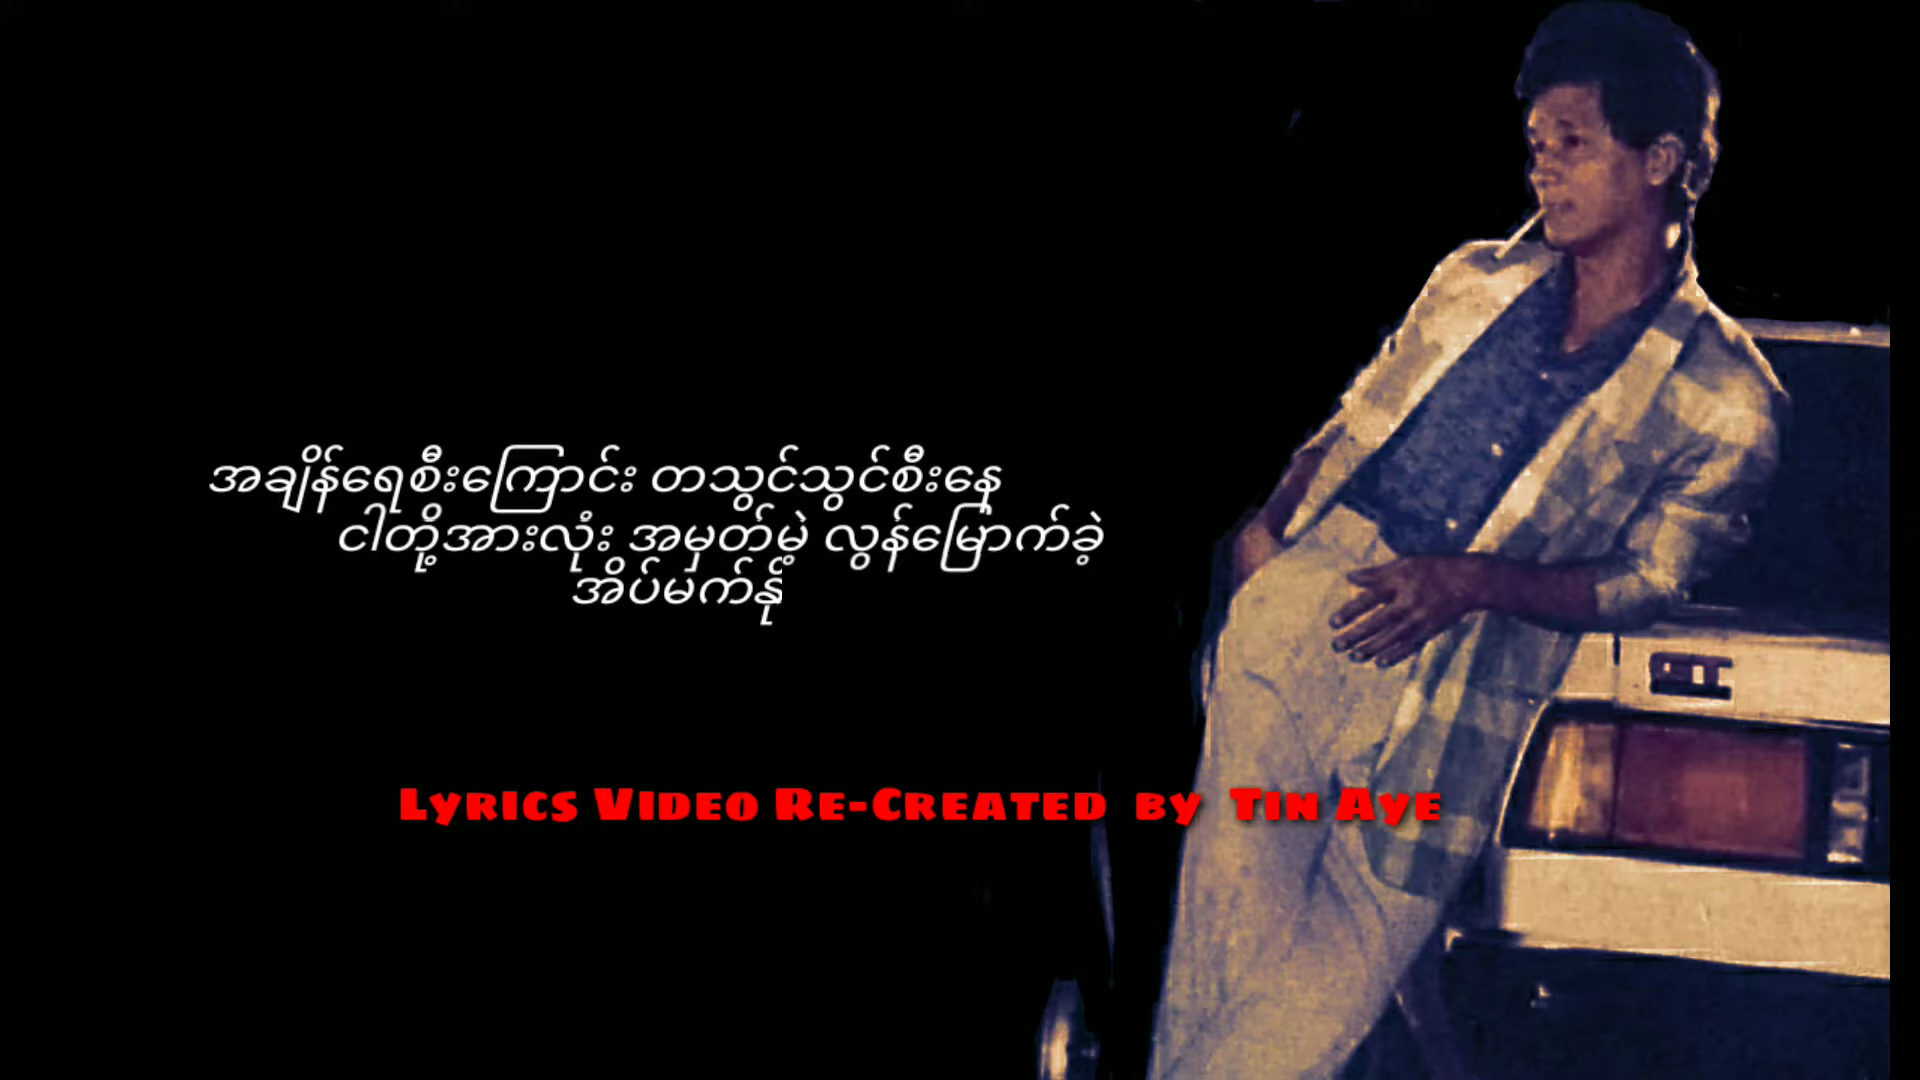 အချိန်ရေစီးကြောင်း တသွင်သွင်စီးနေ
ငါတို့အားလုံး အမှတ်မဲ့ လွန်မြောက်ခဲ့
အိပ်မက်နု
Lyrics Video Re-Created by Tin Aye